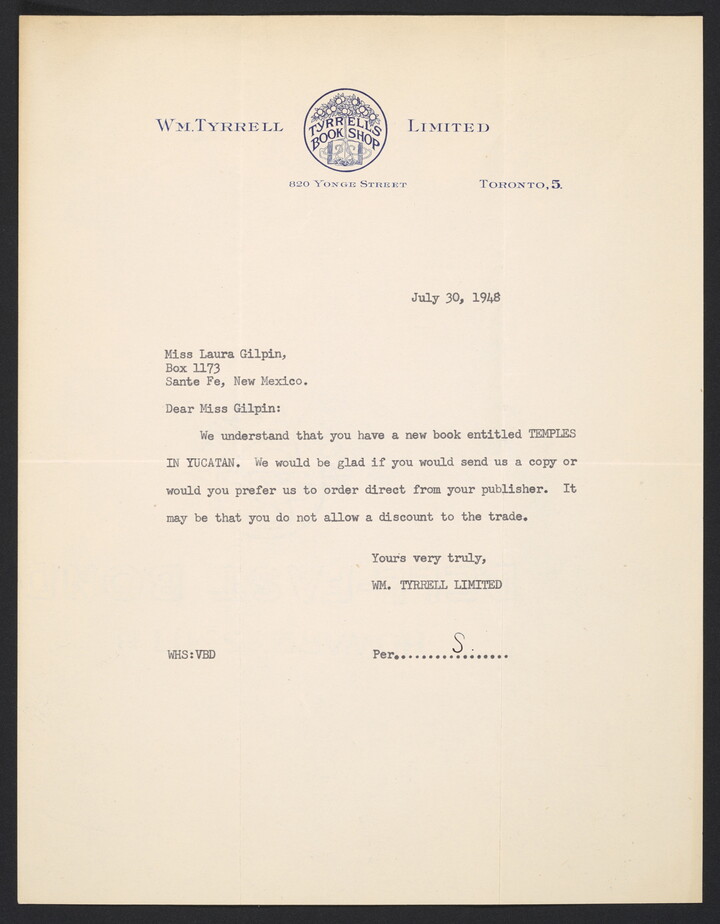 WM. TYRRELL LIMITED
TYRRELL'S
BOOK SHOP
820 YONGE STREET TORONTO, 5.
July 30, 1948
Miss Laura Gilpin,
Box 1173
Sante Fe, New Mexico.
Dear Miss Gilpin:
We understand that you have a new book entitled TEMPLES
IN YUCATAN. We would be glad if you would send us a copy or
would you prefer us to order direct from your publisher. It
may be that you do not allow a discount to the trade.
Yours very truly,
WM. TYRRELL LIMITED
WHS:VBD Per..........S.......